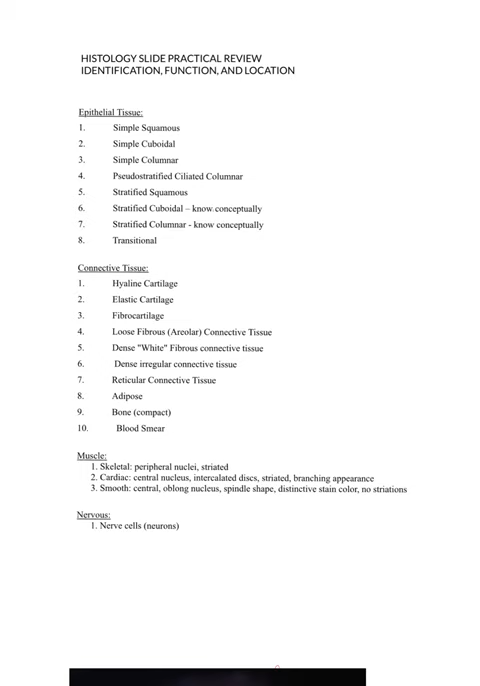 HISTOLOGY SLIDE PRACTICAL REVIEW
IDENTIFICATION, FUNCTION, AND LOCATION
Epithelial Tissue:
1. Simple Squamous
2. Simple Cuboidal
3. Simple Columnar
4. Pseudostratified Ciliated Columnar
5. Stratified Squamous
6. Stratified Cuboidal – know conceptually
7. Stratified Columnar - know conceptually
8. Transitional
Connective Tissue:
1. Hyaline Cartilage
2. Elastic Cartilage
3. Fibrocartilage
4. Loose Fibrous (Areolar) Connective Tissue
5. Dense "White" Fibrous connective tissue
6. Dense irregular connective tissue
7. Reticular Connective Tissue
8. Adipose
9. Bone (compact)
10. Blood Smear
Muscle:
1. Skeletal: peripheral nuclei, striated
2. Cardiac: central nucleus, intercalated discs, striated, branching appearance
3. Smooth: central, oblong nucleus, spindle shape, distinctive stain color, no striations
Nervous:
1. Nerve cells (neurons)